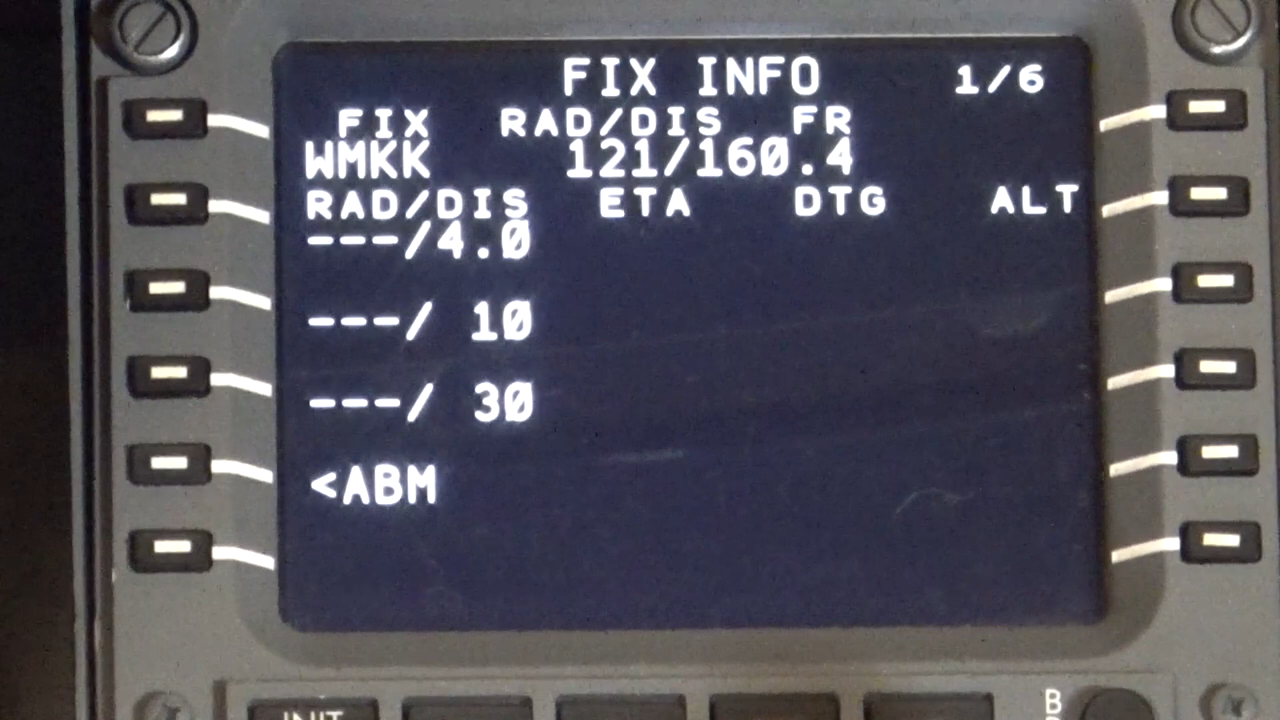 FIX INFO 1/6
FIX RAD/DIS FR
WMKK 121/160.4
RAD/DIS ETA DTG ALT
---/4.0
---/ 10
---/ 30
<ABM
B